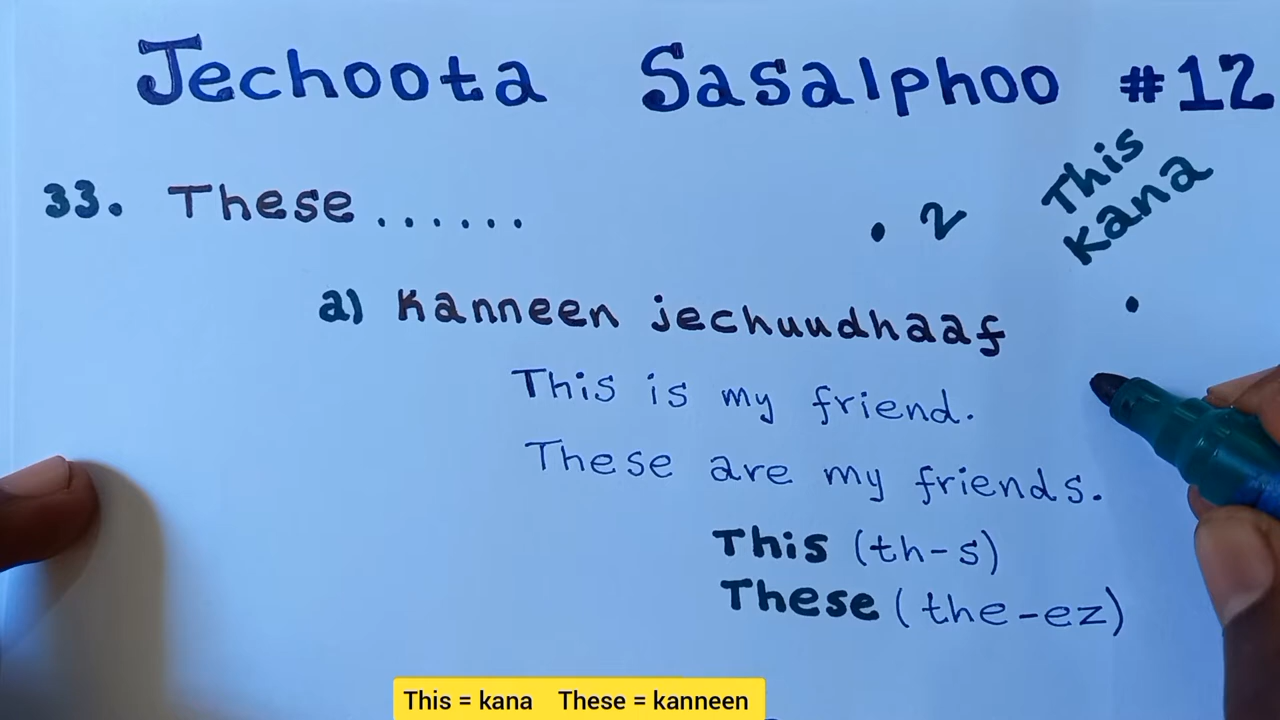 Jechoota Sasalphoo #12
33. These ......
. 2
This
kana
.
a) Kanneen jechuudhaaf
This is my friend.
These are my friends.
This (th-s)
These (the-ez)
This = kana These = kanneen